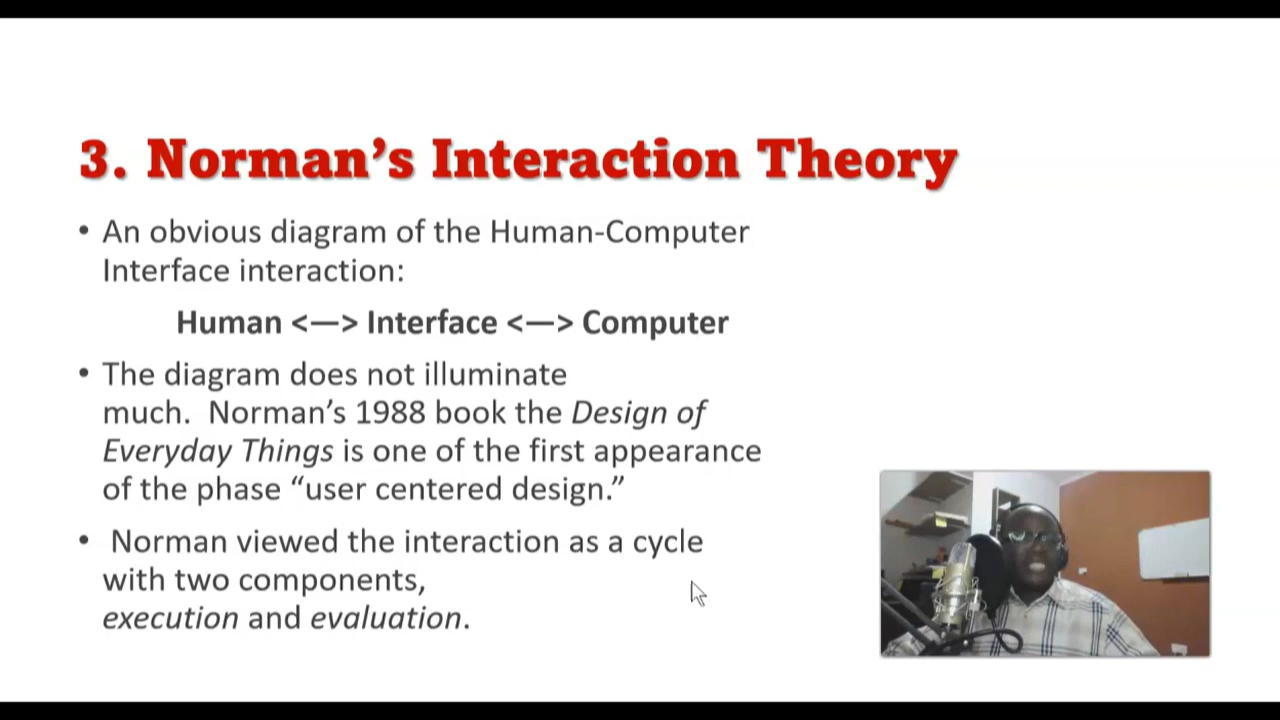 3. Norman’s Interaction Theory
• An obvious diagram of the Human-Computer
Interface interaction:
Human <—> Interface <—> Computer
• The diagram does not illuminate
much.  Norman’s 1988 book the Design of
Everyday Things is one of the first appearance
of the phase “user centered design.”
• Norman viewed the interaction as a cycle
with two components,
execution and evaluation.